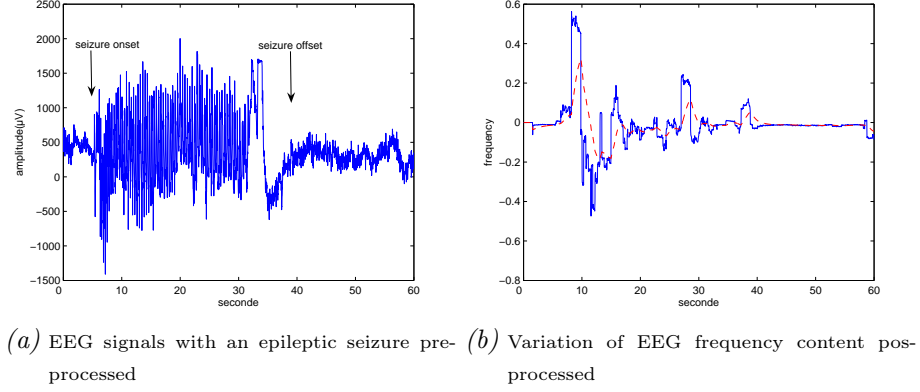 2500
2000
1500
1000
500
0
−500
−1000
−1500
amplitude(µV)
seizure onset
seizure offset
0 10 20 30 40 50 60
seconde
0.6
0.4
0.2
0
−0.2
−0.4
−0.6
−0.8
frequency
0 10 20 30 40 50 60
seconde
(a) EEG signals with an epileptic seizure pre-
processed
(b) Variation of EEG frequency content pos-
processed